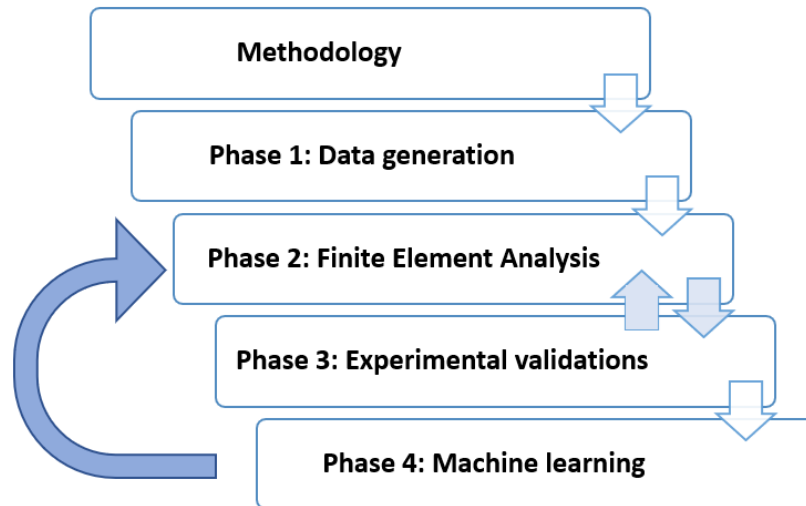 Methodology
Phase 1: Data generation
Phase 2: Finite Element Analysis
Phase 3: Experimental validations
Phase 4: Machine learning